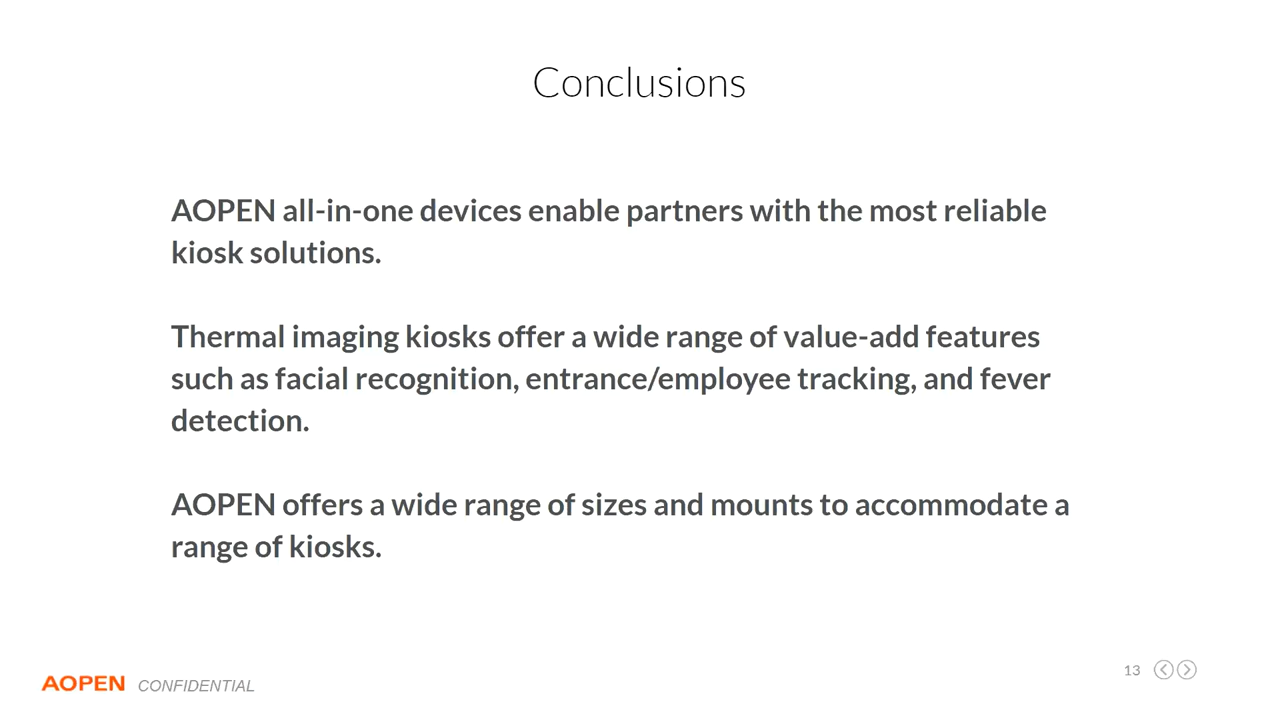 Conclusions
AOPEN all-in-one devices enable partners with the most reliable
kiosk solutions.
Thermal imaging kiosks offer a wide range of value-add features
such as facial recognition, entrance/employee tracking, and fever
detection.
AOPEN offers a wide range of sizes and mounts to accommodate a
range of kiosks.
AOPEN CONFIDENTIAL
13